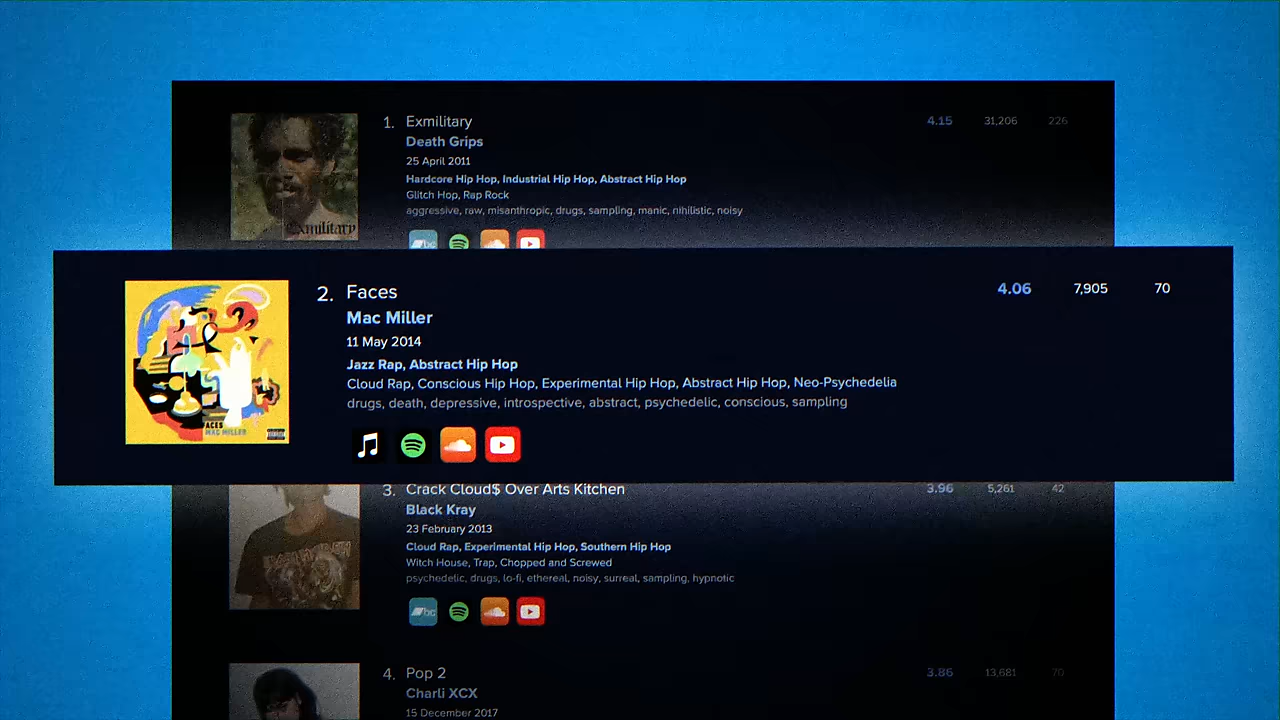 1. Exmilitary 4.15 31,206 226
Death Grips
25 April 2011
Hardcore Hip Hop, Industrial Hip Hop, Abstract Hip Hop
Glitch Hop, Rap Rock
aggressive, raw, misanthropic, drugs, sampling, manic, nihilistic, noisy
Exmilitary
bc
2. Faces 4.06 7,905 70
Mac Miller
11 May 2014
Jazz Rap, Abstract Hip Hop
Cloud Rap, Conscious Hip Hop, Experimental Hip Hop, Abstract Hip Hop, Neo-Psychedelia
drugs, death, depressive, introspective, abstract, psychedelic, conscious, sampling
FACES
MAC MILLER
3. Crack Cloud$ Over Arts Kitchen 3.96 5,261 42
Black Kray
23 February 2013
Cloud Rap, Experimental Hip Hop, Southern Hip Hop
Witch House, Trap, Chopped and Screwed
psychedelic, drugs, lo-fi, ethereal, noisy, surreal, sampling, hypnotic
bc
4. Pop 2 3.86 13,681 70
Charli XCX
15 December 2017